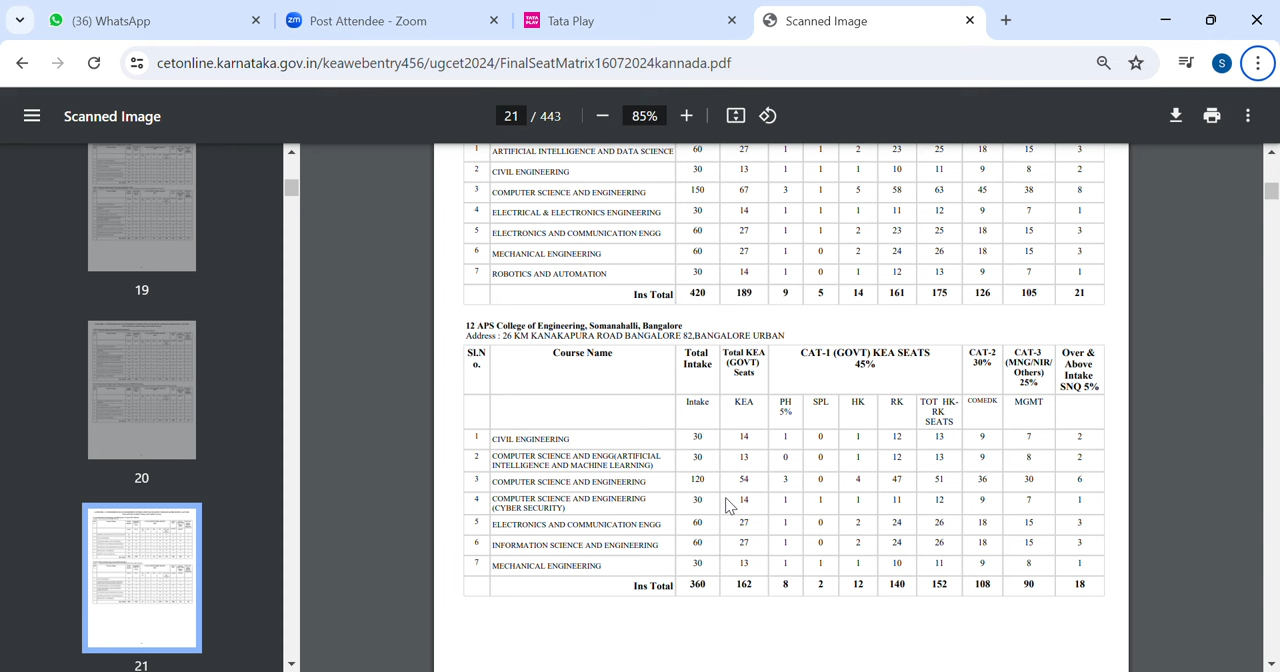 (36) WhatsApp
Post Attendee - Zoom
Tata Play
Scanned Image
cetonline.karnataka.gov.in/keawebentry456/ugcet2024/FinalSeatMatrix16072024kannada.pdf
S
Scanned Image
21 / 443
85%
19
20
21
1 ARTIFICIAL INTELLIGENCE AND DATA SCIENCE 60 27 1 1 2 23 25 18 15 3
2 CIVIL ENGINEERING 30 13 1 1 1 10 11 9 8 2
3 COMPUTER SCIENCE AND ENGINEERING 150 67 3 1 5 58 63 45 38 8
4 ELECTRICAL & ELECTRONICS ENGINEERING 30 14 1 1 1 11 12 9 7 1
5 ELECTRONICS AND COMMUNICATION ENGG 60 27 1 1 2 23 25 18 15 3
6 MECHANICAL ENGINEERING 60 27 1 0 2 24 26 18 15 3
7 ROBOTICS AND AUTOMATION 30 14 1 0 1 12 13 9 7 1
Ins Total 420 189 9 5 14 161 175 126 105 21
12 APS College of Engineering, Somanahalli, Bangalore
Address : 26 KM KANAKAPURA ROAD BANGALORE 82,BANGALORE URBAN
Sl.N Course Name Total Total KEA CAT-1 (GOVT) KEA SEATS CAT-2 CAT-3 Over &
o. Intake (GOVT) 45% 30% (MNG/NIR/ Above
Seats Others) Intake
25% SNQ 5%
Intake KEA PH SPL HK RK TOT HK- COMEDK MGMT
5% RK
SEATS
1 CIVIL ENGINEERING 30 14 1 0 1 12 13 9 7 2
2 COMPUTER SCIENCE AND ENGG(ARTIFICIAL 30 13 0 0 1 12 13 9 8 2
INTELLIGENCE AND MACHINE LEARNING)
3 COMPUTER SCIENCE AND ENGINEERING 120 54 3 0 4 47 51 36 30 6
4 COMPUTER SCIENCE AND ENGINEERING 30 14 1 1 1 11 12 9 7 1
(CYBER SECURITY)
5 ELECTRONICS AND COMMUNICATION ENGG 60 27 1 0 2 24 26 18 15 3
6 INFORMATION SCIENCE AND ENGINEERING 60 27 1 0 2 24 26 18 15 3
7 MECHANICAL ENGINEERING 30 13 1 1 1 10 11 9 8 1
Ins Total 360 162 8 2 12 140 152 108 90 18